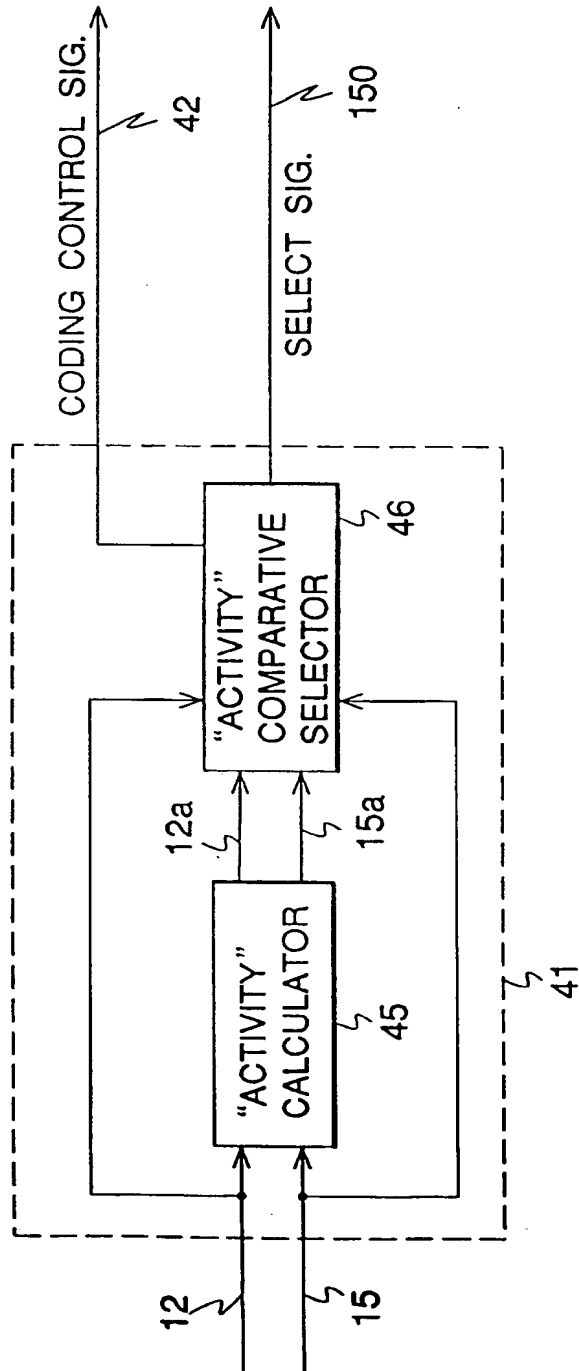 CODING CONTROL SIG.
42
SELECT SIG.
150
"ACTIVITY"
COMPARATIVE
SELECTOR
46
12a
15a
"ACTIVITY"
CALCULATOR
45
12
15
41